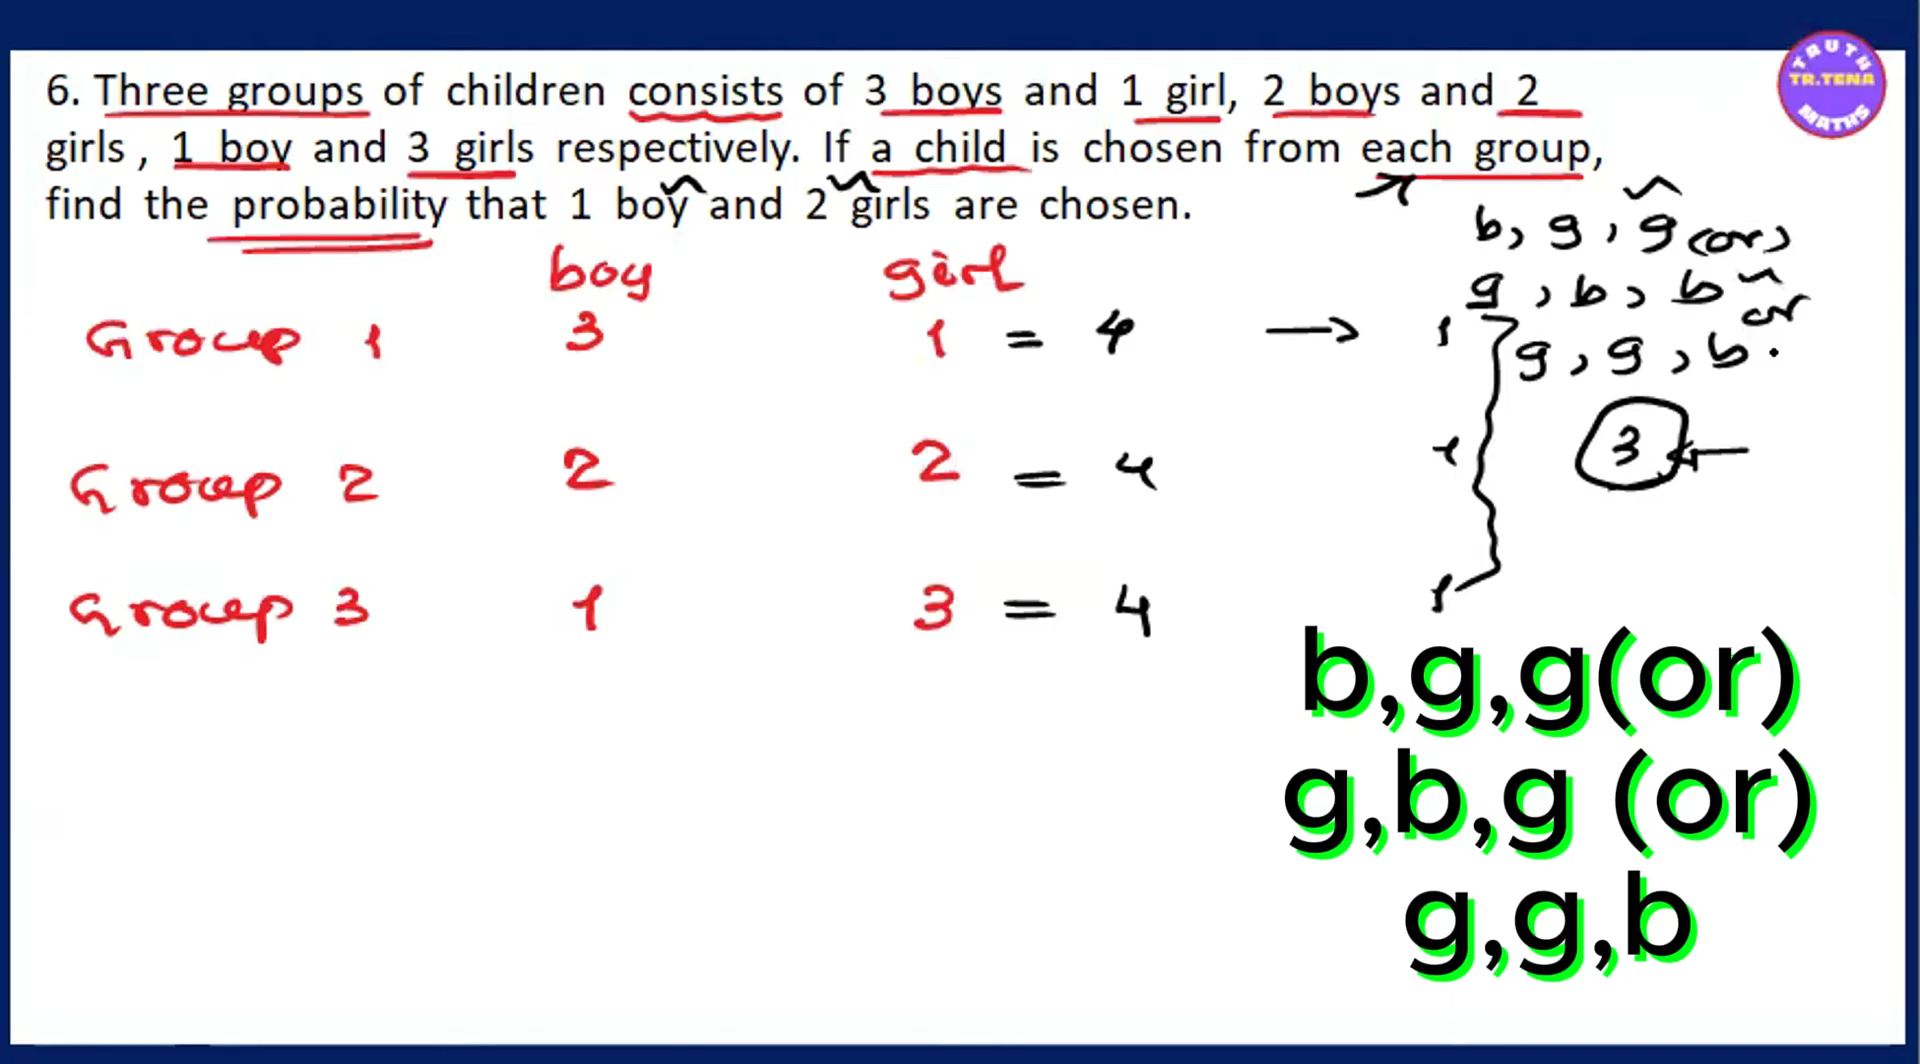 TRUTH
TR.TENA
MATHS
6. Three groups of children consists of 3 boys and 1 girl, 2 boys and 2
girls , 1 boy and 3 girls respectively. If a child is chosen from each group,
find the probability that 1 boy and 2 girls are chosen.
b, g, g (or)
boy girl
g, b, b
or
Group 1 3 1 = 4 → 1
g, g, b.
Group 2 2 2 = 4 1
3
Group 3 1 3 = 4 1
b,g,g(or)
g,b,g (or)
g,g,b